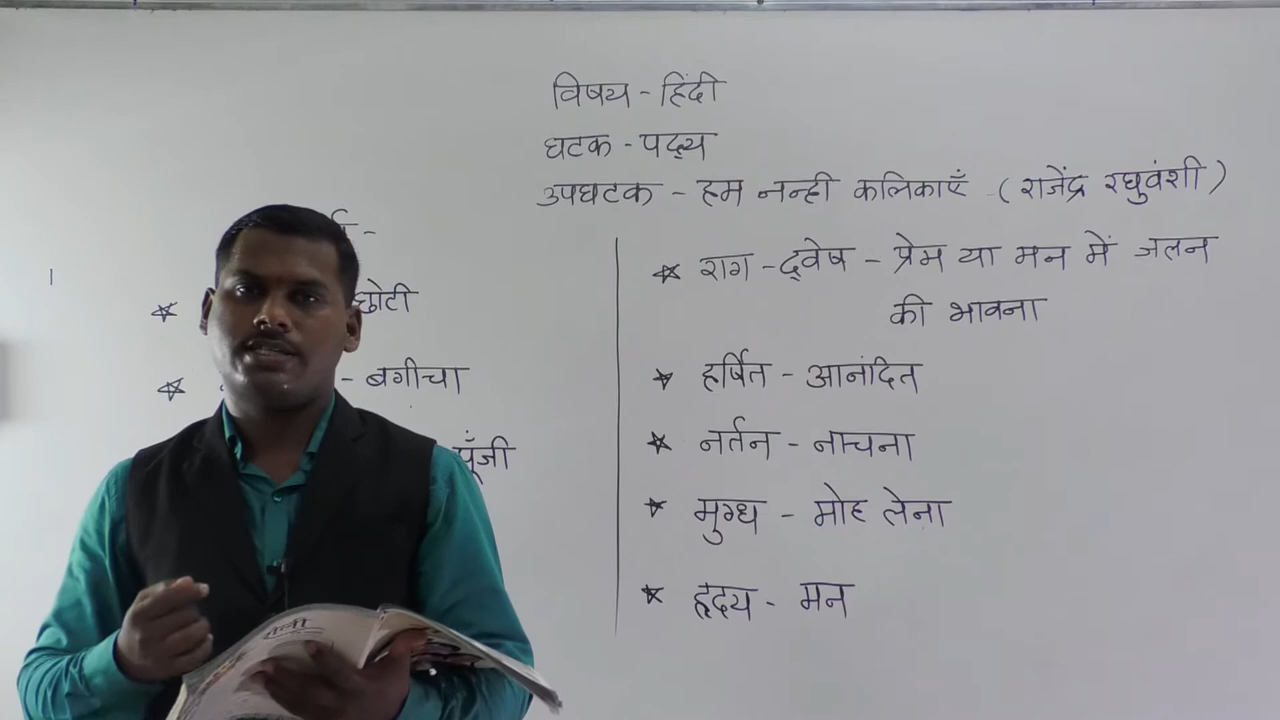 विषय - हिंदी
घटक - पद्य
उपघटक - हम नन्ही कलिकाएँ - (राजेंद्र रघुवंशी)
छोटी
- बगीचा
पूँजी
* राग - द्वेष - प्रेम या मन में जलन
की भावना
* हर्षित - आनंदित
* नर्तन - नाचना
* मुग्ध - मोह लेना
* हृदय - मन